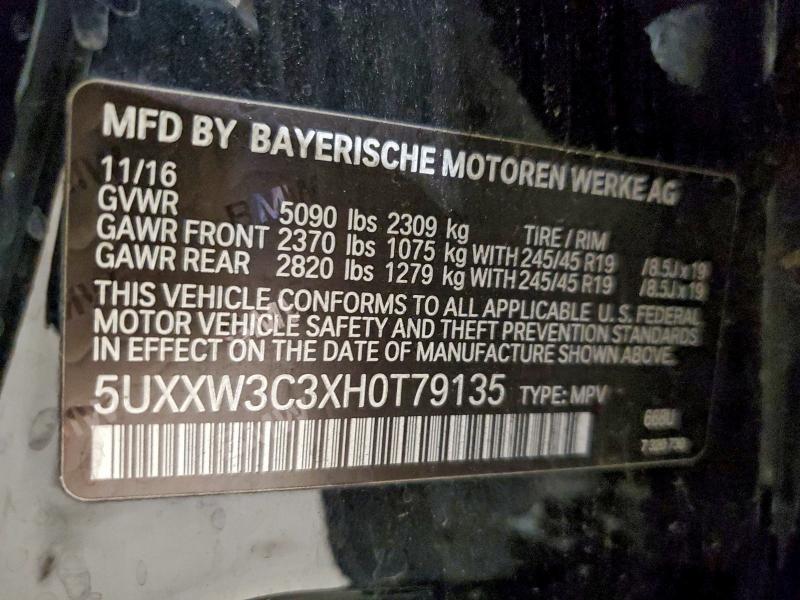 MFD BY BAYERISCHE MOTOREN WERKE AG
11/16
GVWR 5090 lbs 2309 kg TIRE / RIM
GAWR FRONT 2370 lbs 1075 kg WITH 245/45 R19 /8.5J x 19
GAWR REAR 2820 lbs 1279 kg WITH 245/45 R19 /8.5J x 19
THIS VEHICLE CONFORMS TO ALL APPLICABLE U.S. FEDERAL
MOTOR VEHICLE SAFETY AND THEFT PREVENTION STANDARDS
IN EFFECT ON THE DATE OF MANUFACTURE SHOWN ABOVE.
5UXXW3C3XH0T79135 TYPE: MPV